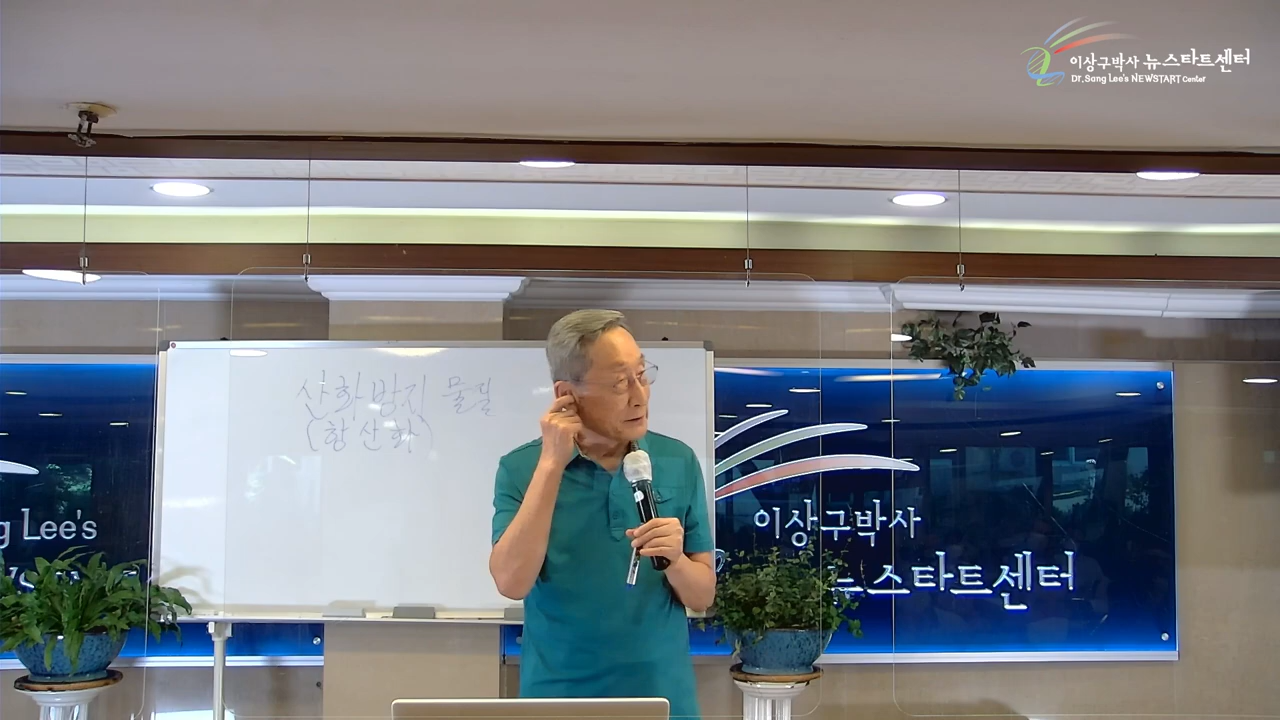 이상구박사 뉴스타트센터
Dr. Sang Lee's NEWSTART Center
산화방지 물질
(항산화)
g Lee's
이상구박사
뉴스타트센터